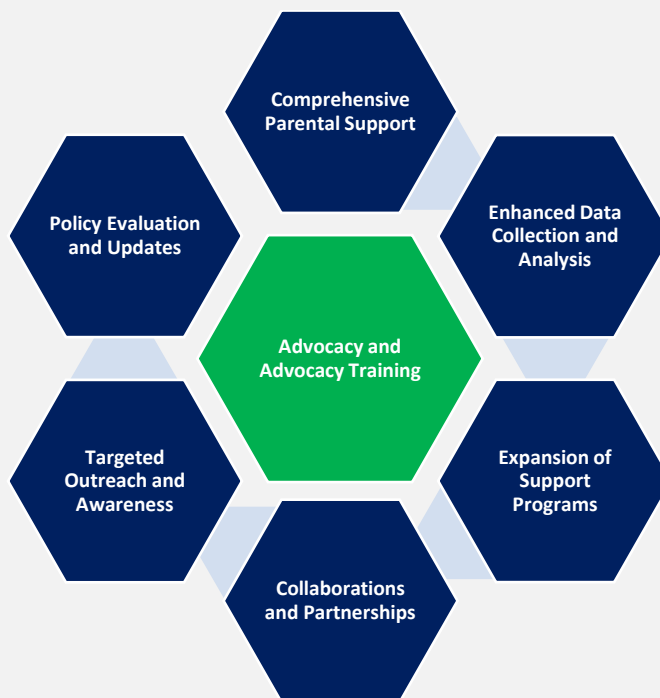 Comprehensive
Parental Support
Enhanced Data
Collection and
Analysis
Expansion of
Support
Programs
Collaborations
and Partnerships
Targeted
Outreach and
Awareness
Policy Evaluation
and Updates
Advocacy and
Advocacy Training